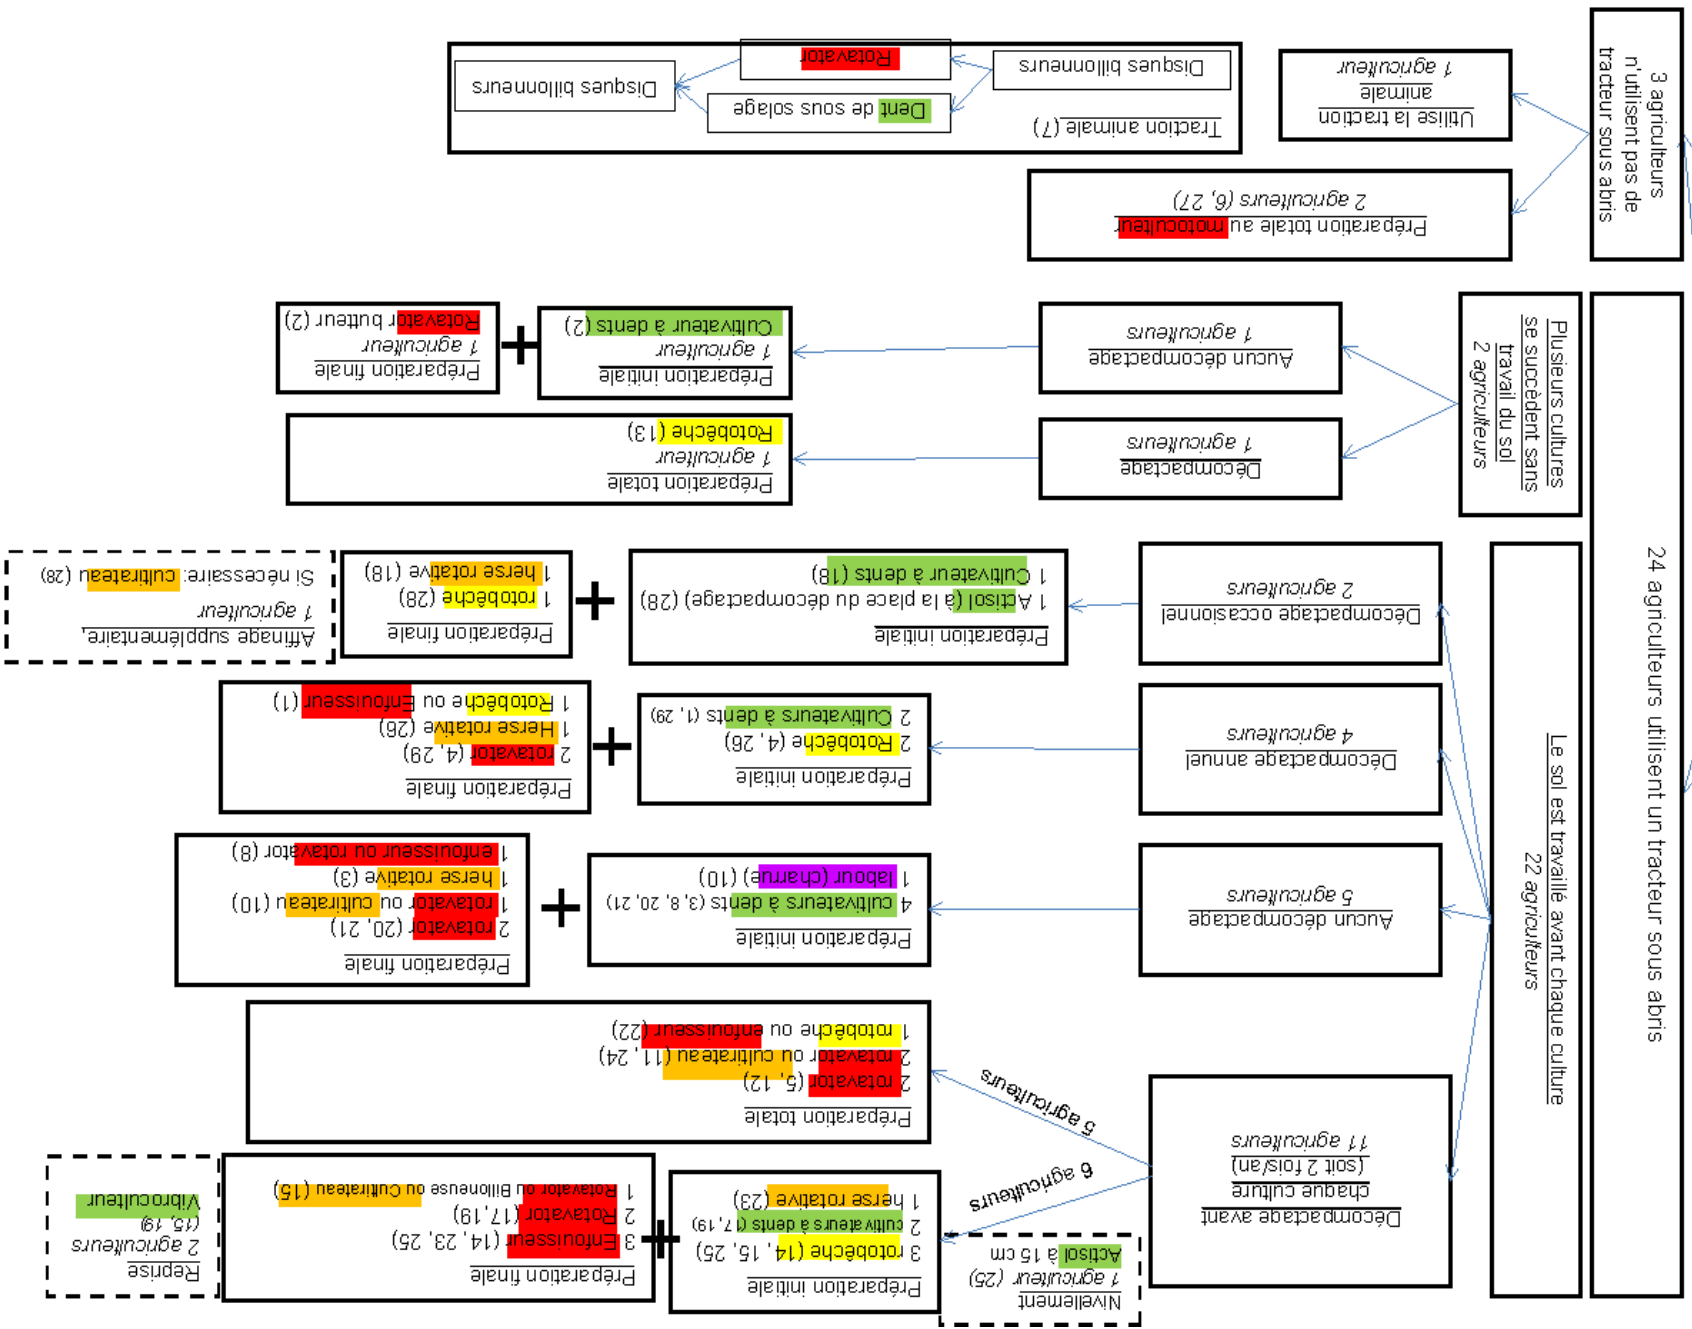 24 agriculteurs utilisent un tracteur sous abris
Le sol est travaillé avant chaque culture
22 agriculteurs
Décompactage avant
chaque culture
(soit 2 fois/an)
11 agriculteurs
6 agriculteurs
5 agriculteurs
Nivellement
1 agriculteur (25)
Actisol à 15 cm
Préparation initiale
3 rotobêche (14, 15, 25)
2 cultivateurs à dents (17,19)
1 herse rotative (23)
+
Préparation finale
3 Enfouisseur (14, 23, 25)
2 Rotavator (17,19)
1 Rotavator ou Billonneuse ou Cultirateau (15)
Reprise
2 agriculteurs
(15, 19)
Vibroculteur
Préparation totale
2 rotavator (5, 12)
2 rotavator ou cultirateau (11, 24)
1 rotobêche ou enfouisseur (22)
Aucun décompactage
5 agriculteurs
Préparation initiale
4 cultivateurs à dents (3, 8, 20, 21)
1 labour (charrue) (10)
+
Préparation finale
2 rotavator (20, 21)
1 rotavator ou cultirateau (10)
1 herse rotative (3)
1 enfouisseur ou rotavator (8)
Décompactage annuel
4 agriculteurs
Préparation initiale
2 Rotobêche (4, 26)
2 Cultivateurs à dents (1, 29)
+
Préparation finale
2 rotavator (4, 29)
1 Herse rotative (26)
1 Rotobêche ou Enfouisseur (1)
Décompactage occasionnel
2 agriculteurs
Préparation initiale
1 Actisol (à la place du décompactage) (28)
1 Cultivateur à dents (18)
+
Préparation finale
1 rotobêche (28)
1 herse rotative (18)
Affinage supplémentaire,
1 agriculteur
Si nécessaire: cultirateau (28)
Plusieurs cultures
se succèdent sans
travail du sol
2 agriculteurs
Décompactage
1 agriculteurs
Préparation totale
1 agriculteur
Rotobêche (13)
Aucun décompactage
1 agriculteurs
Préparation initiale
1 agriculteur
Cultivateur à dents (2)
+
Préparation finale
1 agriculteur
Rotavator butteur (2)
3 agriculteurs
n'utilisent pas de
tracteur sous abris
Préparation totale au motoculteur
2 agriculteurs (6, 27)
Utilise la traction
animale
1 agriculteur
Traction animale (7)
Disques billonneurs
Dent de sous solage
Rotavator
Disques billonneurs